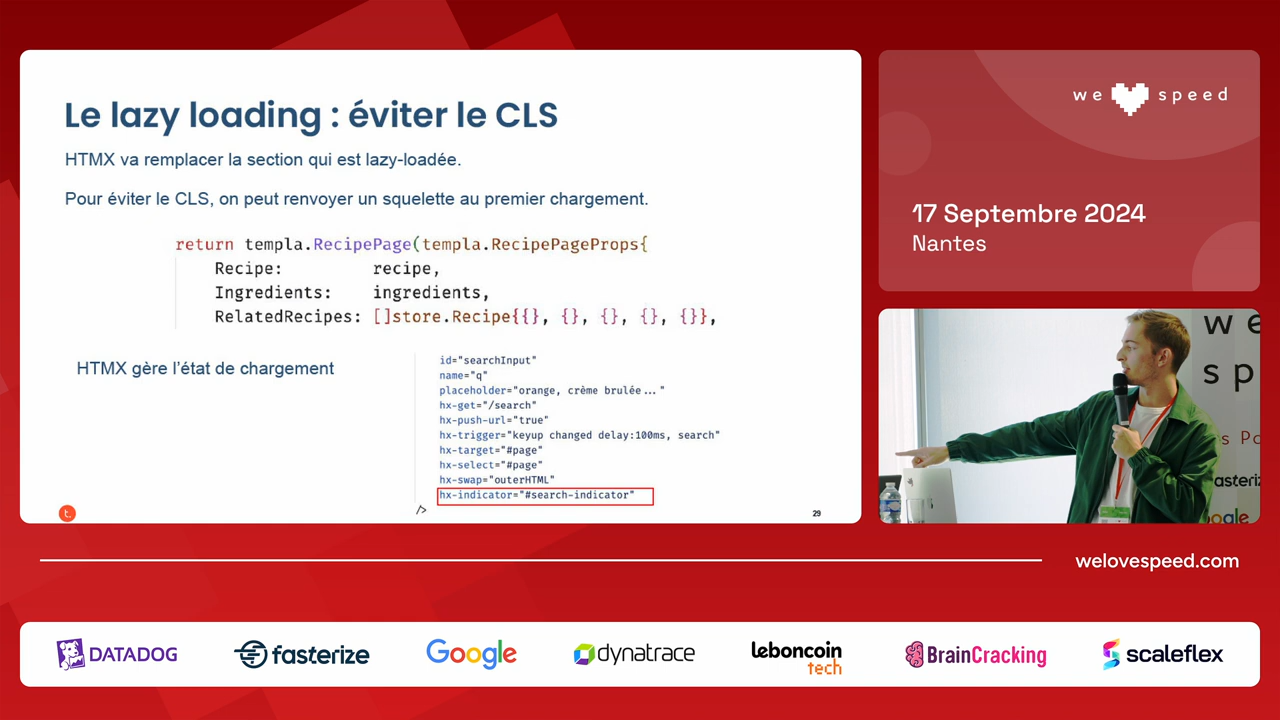 Le lazy loading : éviter le CLS
HTMX va remplacer la section qui est lazy-loadée.
Pour éviter le CLS, on peut renvoyer un squelette au premier chargement.
return templa.RecipePage(templa.RecipePageProps{
Recipe: recipe,
Ingredients: ingredients,
RelatedRecipes: []store.Recipe{{}, {}, {}, {}, {}},
HTMX gère l'état de chargement
id="searchInput"
name="q"
placeholder="orange, crème brulée..."
hx-get="/search"
hx-push-url="true"
hx-trigger="keyup changed delay:100ms, search"
hx-target="#page"
hx-select="#page"
hx-swap="outerHTML"
hx-indicator="#search-indicator"
/>
t.
29
we speed
17 Septembre 2024
Nantes
we
sp
welovespeed.com
DATADOG
fasterize
Google
dynatrace
leboncoin
tech
BrainCracking
scaleflex